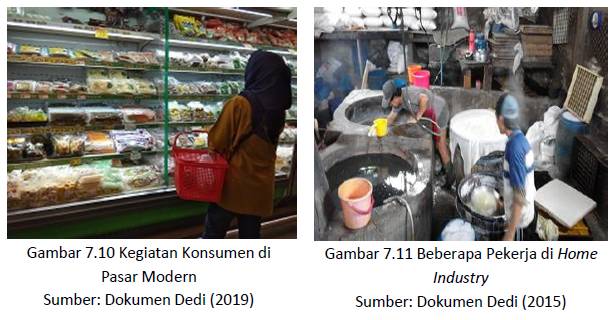 Gambar 7.10 Kegiatan Konsumen di
Pasar Modern
Sumber: Dokumen Dedi (2019)
Gambar 7.11 Beberapa Pekerja di Home
Industry
Sumber: Dokumen Dedi (2015)